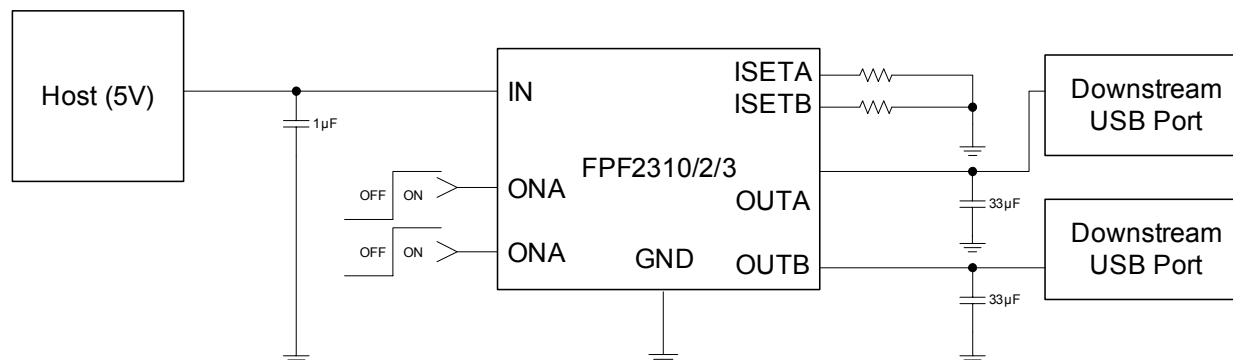 Host (5V)
1µF
OFF
ON
OFF
ON
IN
ONA
ONA
FPF2310/2/3
GND
ISETA
ISETB
OUTA
OUTB
33µF
33µF
Downstream
USB Port
Downstream
USB Port